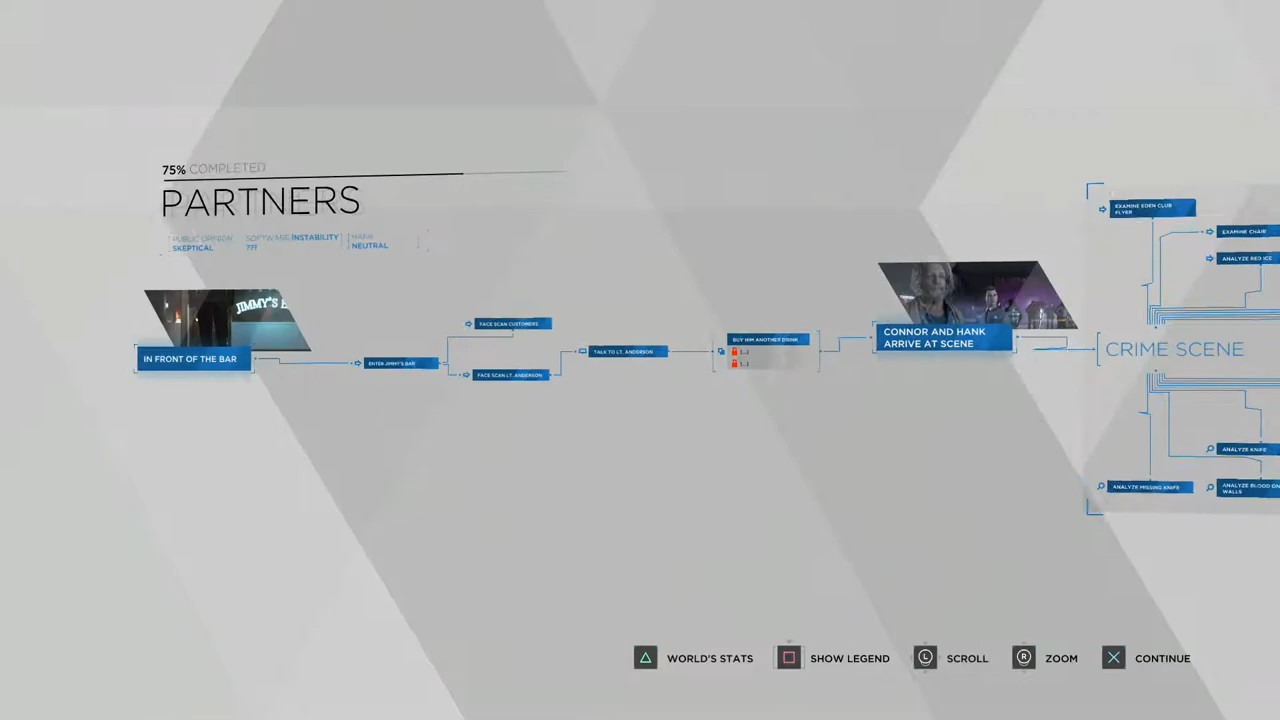 75% COMPLETED
PARTNERS
PUBLIC OPINION
SKEPTICAL
SOFTWARE INSTABILITY
???
HANK
NEUTRAL
JIMMY'S B
IN FRONT OF THE BAR
ENTER JIMMY'S BAR
FACE SCAN CUSTOMERS
FACE SCAN LT. ANDERSON
TALK TO LT. ANDERSON
BUY HIM ANOTHER DRINK
(...)
(...)
CONNOR AND HANK
ARRIVE AT SCENE
EXAMINE EDEN CLUB
FLYER
EXAMINE CHAIR
ANALYZE RED ICE
CRIME SCENE
ANALYZE KNIFE
ANALYZE MISSING KNIFE
ANALYZE BLOOD ON
WALLS
WORLD'S STATS
SHOW LEGEND
L SCROLL
R ZOOM
CONTINUE